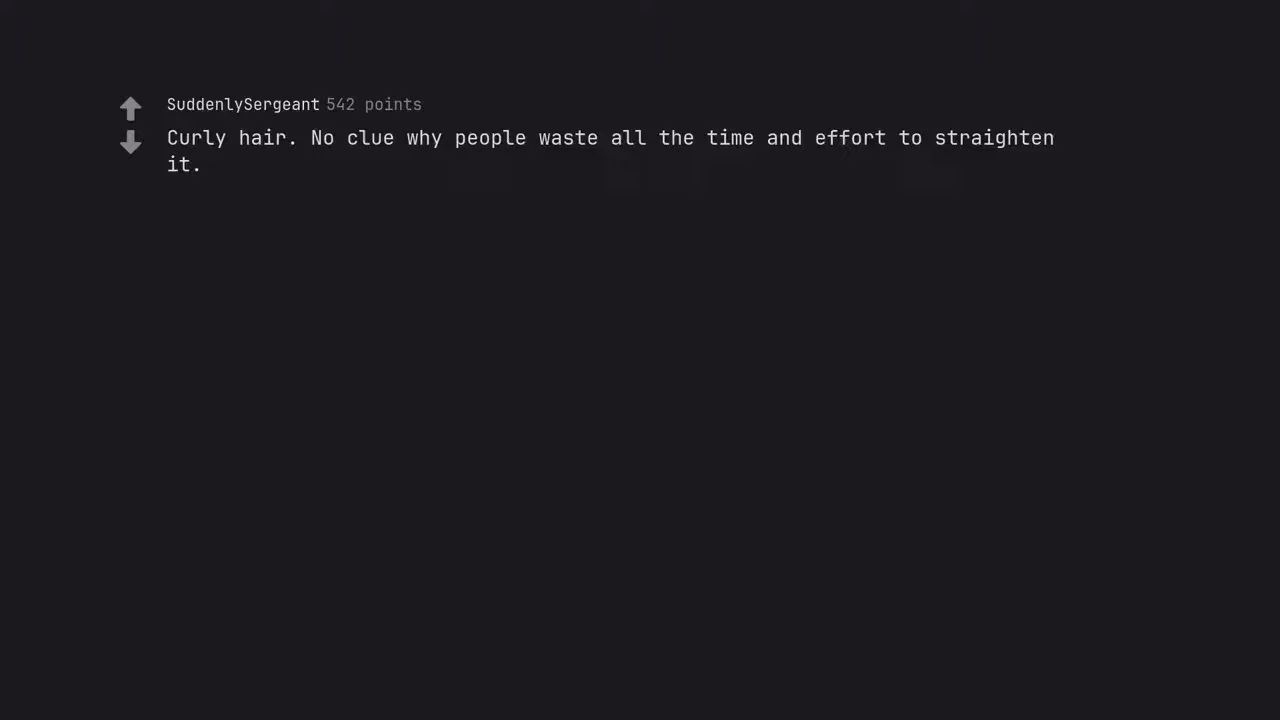 SuddenlySergeant 542 points
Curly hair. No clue why people waste all the time and effort to straighten
it.